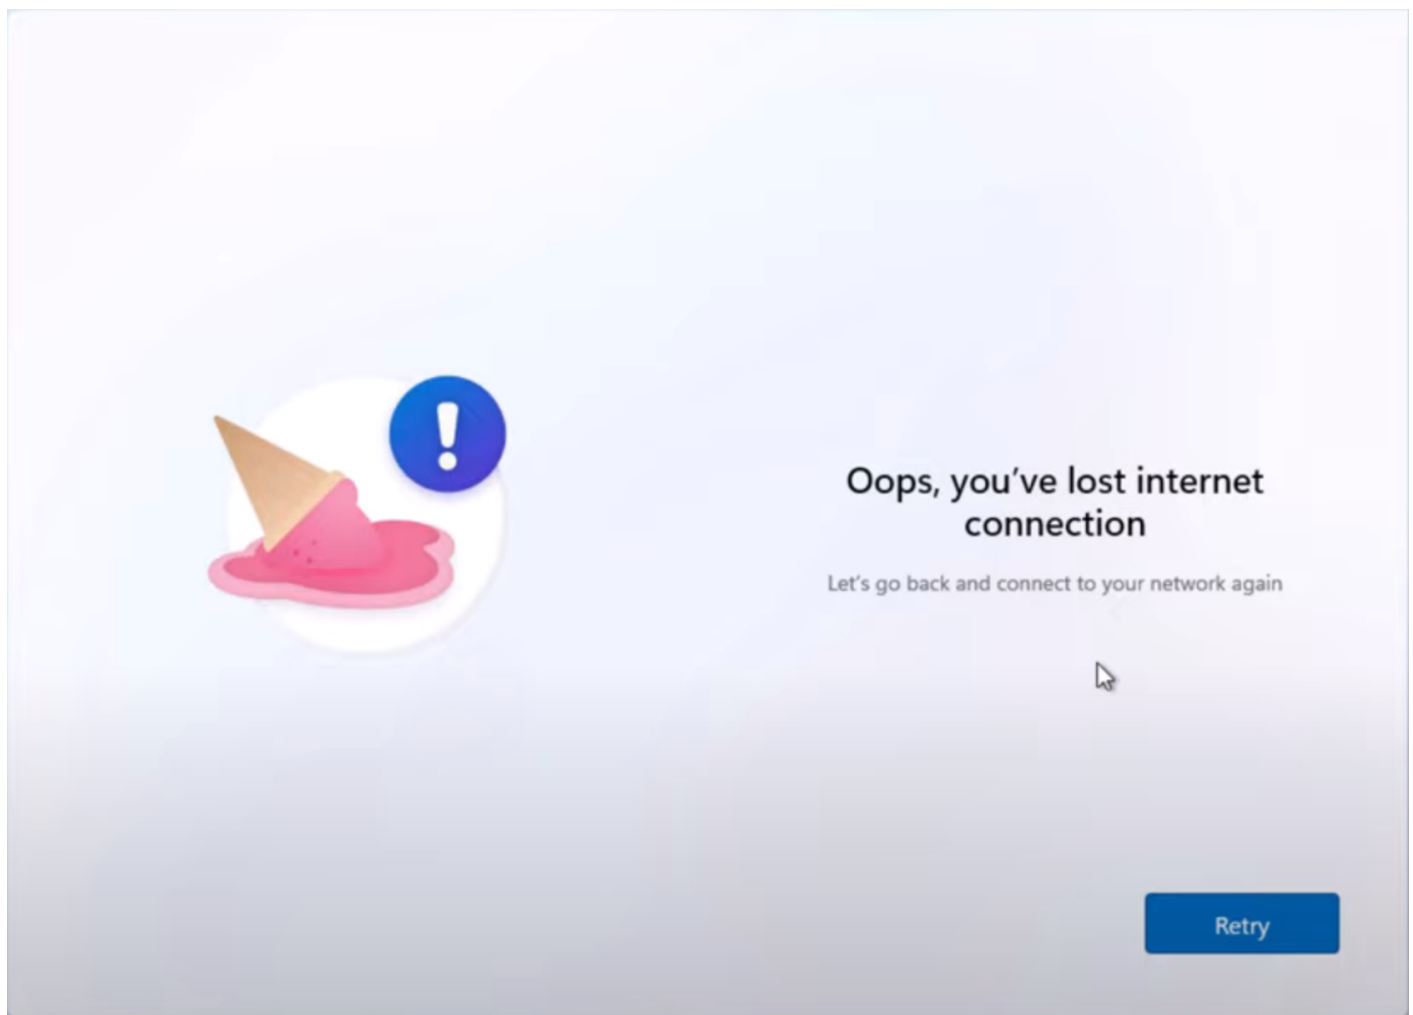 Oops, you’ve lost internet
connection
Let’s go back and connect to your network again
Retry